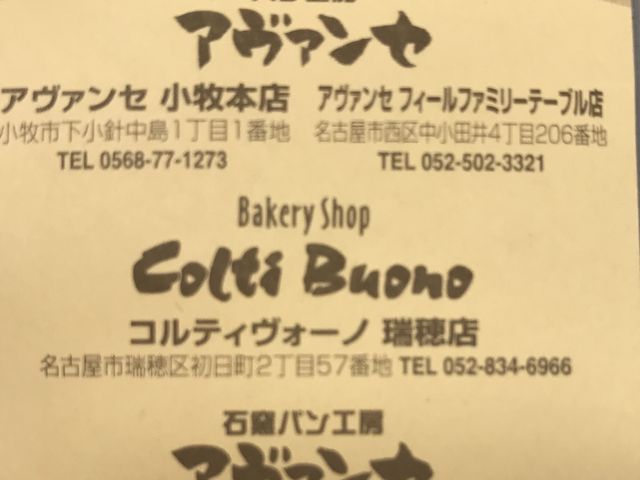 アヴァンセ
アヴァンセ 小牧本店 アヴァンセ フィールファミリーテーブル店
小牧市下小針中島1丁目1番地 名古屋市西区中小田井4丁目206番地
TEL 0568-77-1273 TEL 052-502-3321
Bakery Shop
Colti Buono
コルティヴォーノ 瑞穂店
名古屋市瑞穂区初日町2丁目57番地 TEL 052-834-6966
石窯パン工房
アヴァンセ